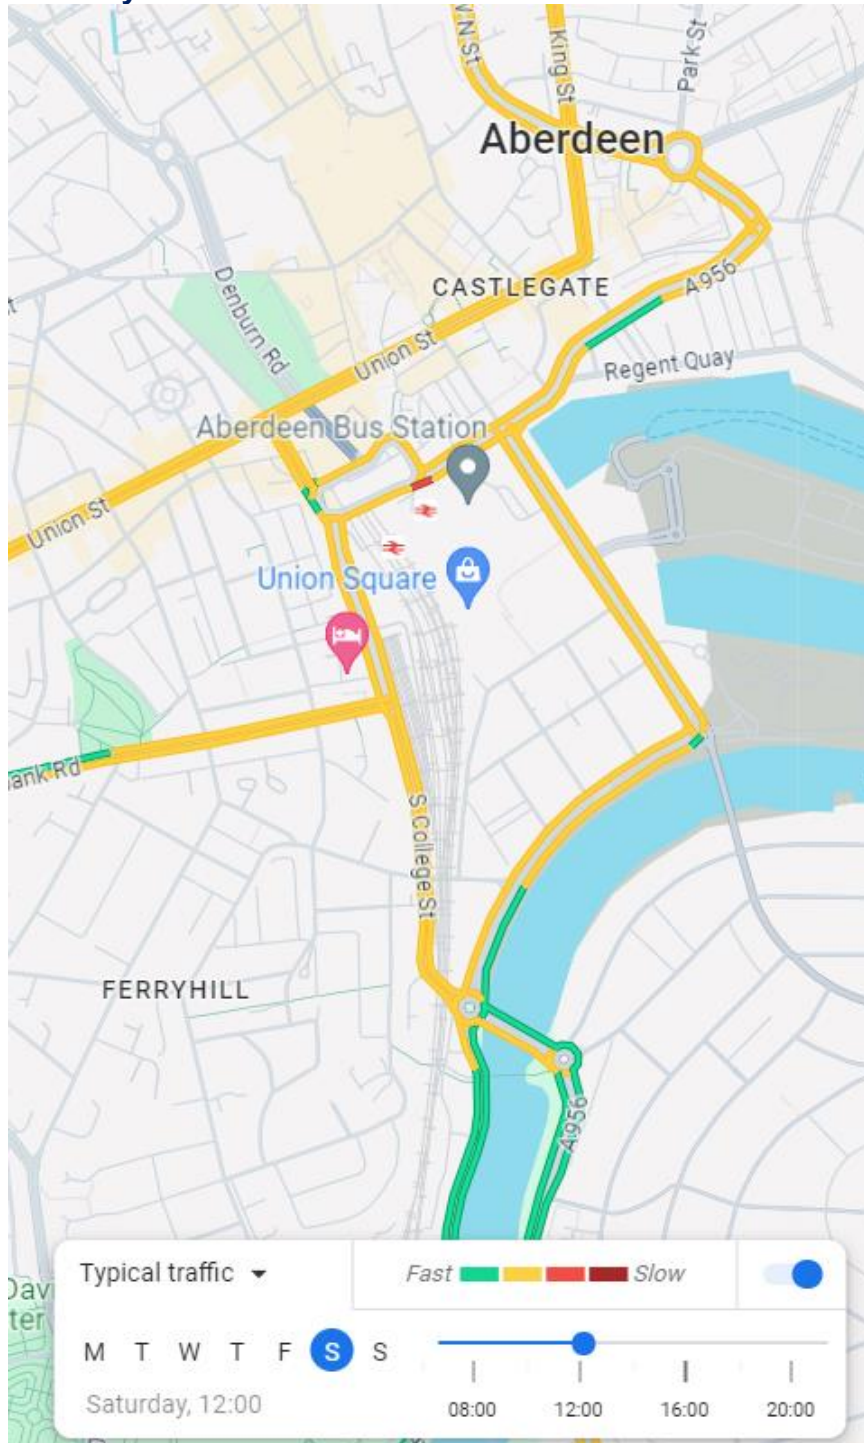 King St
Park St
Aberdeen
CASTLEGATE
A956
Denburn Rd
Union St
Regent Quay
Aberdeen Bus Station
Union St
Union Square
ank Rd
S College St
FERRYHILL
A956
Typical traffic
Fast
Slow
M T W T F S S
Saturday, 12:00
08:00 12:00 16:00 20:00